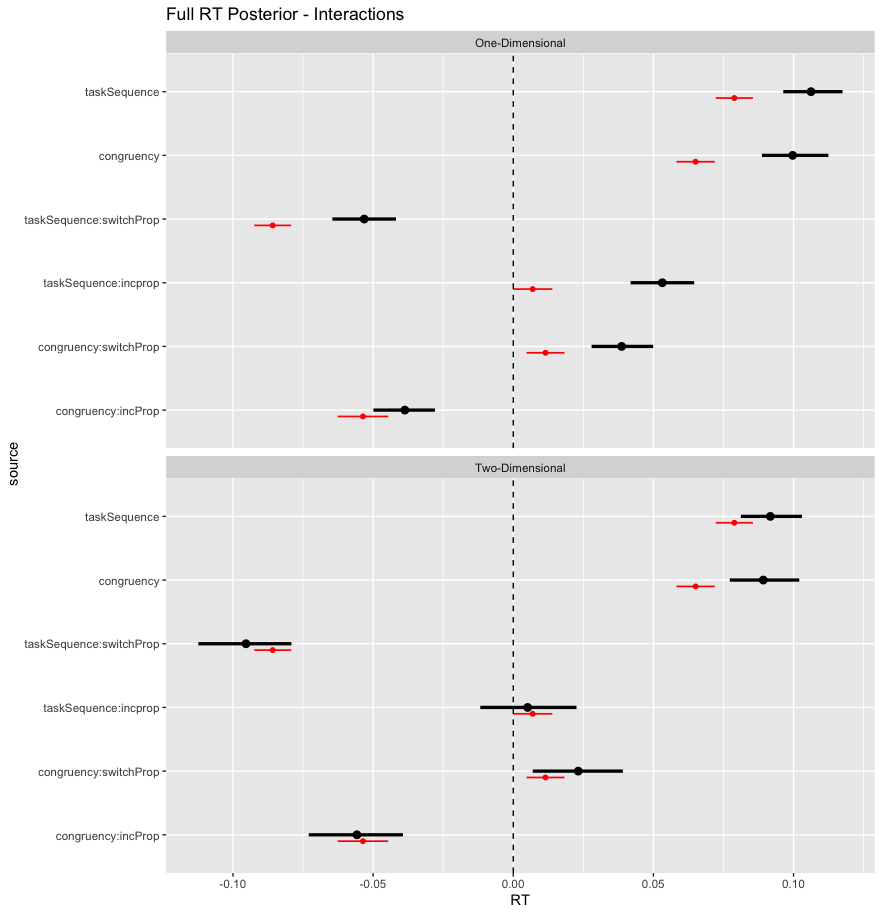 Full RT Posterior - Interactions
One-Dimensional
taskSequence
congruency
taskSequence:switchProp
taskSequence:incprop
congruency:switchProp
congruency:incProp
source
Two-Dimensional
taskSequence
congruency
taskSequence:switchProp
taskSequence:incprop
congruency:switchProp
congruency:incProp
-0.10 -0.05 0.00 0.05 0.10
RT